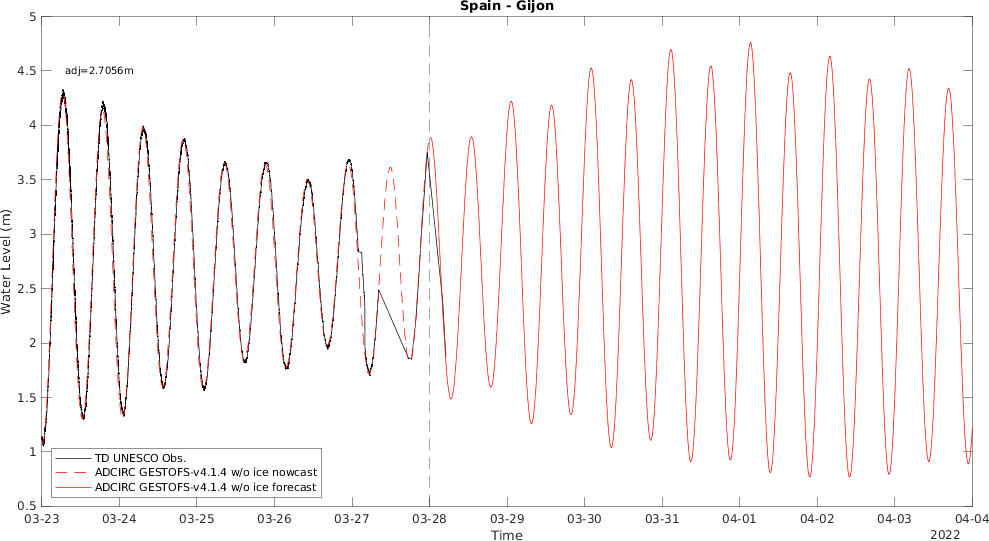 Spain - Gijon
5
4.5
4
3.5
3
2.5
2
1.5
1
0.5
Water Level (m)
adj=2.7056m
TD UNESCO Obs.
ADCIRC GESTOFS-v4.1.4 w/o ice nowcast
ADCIRC GESTOFS-v4.1.4 w/o ice forecast
03-23 03-24 03-25 03-26 03-27 03-28 03-29 03-30 03-31 04-01 04-02 04-03 04-04
Time
2022